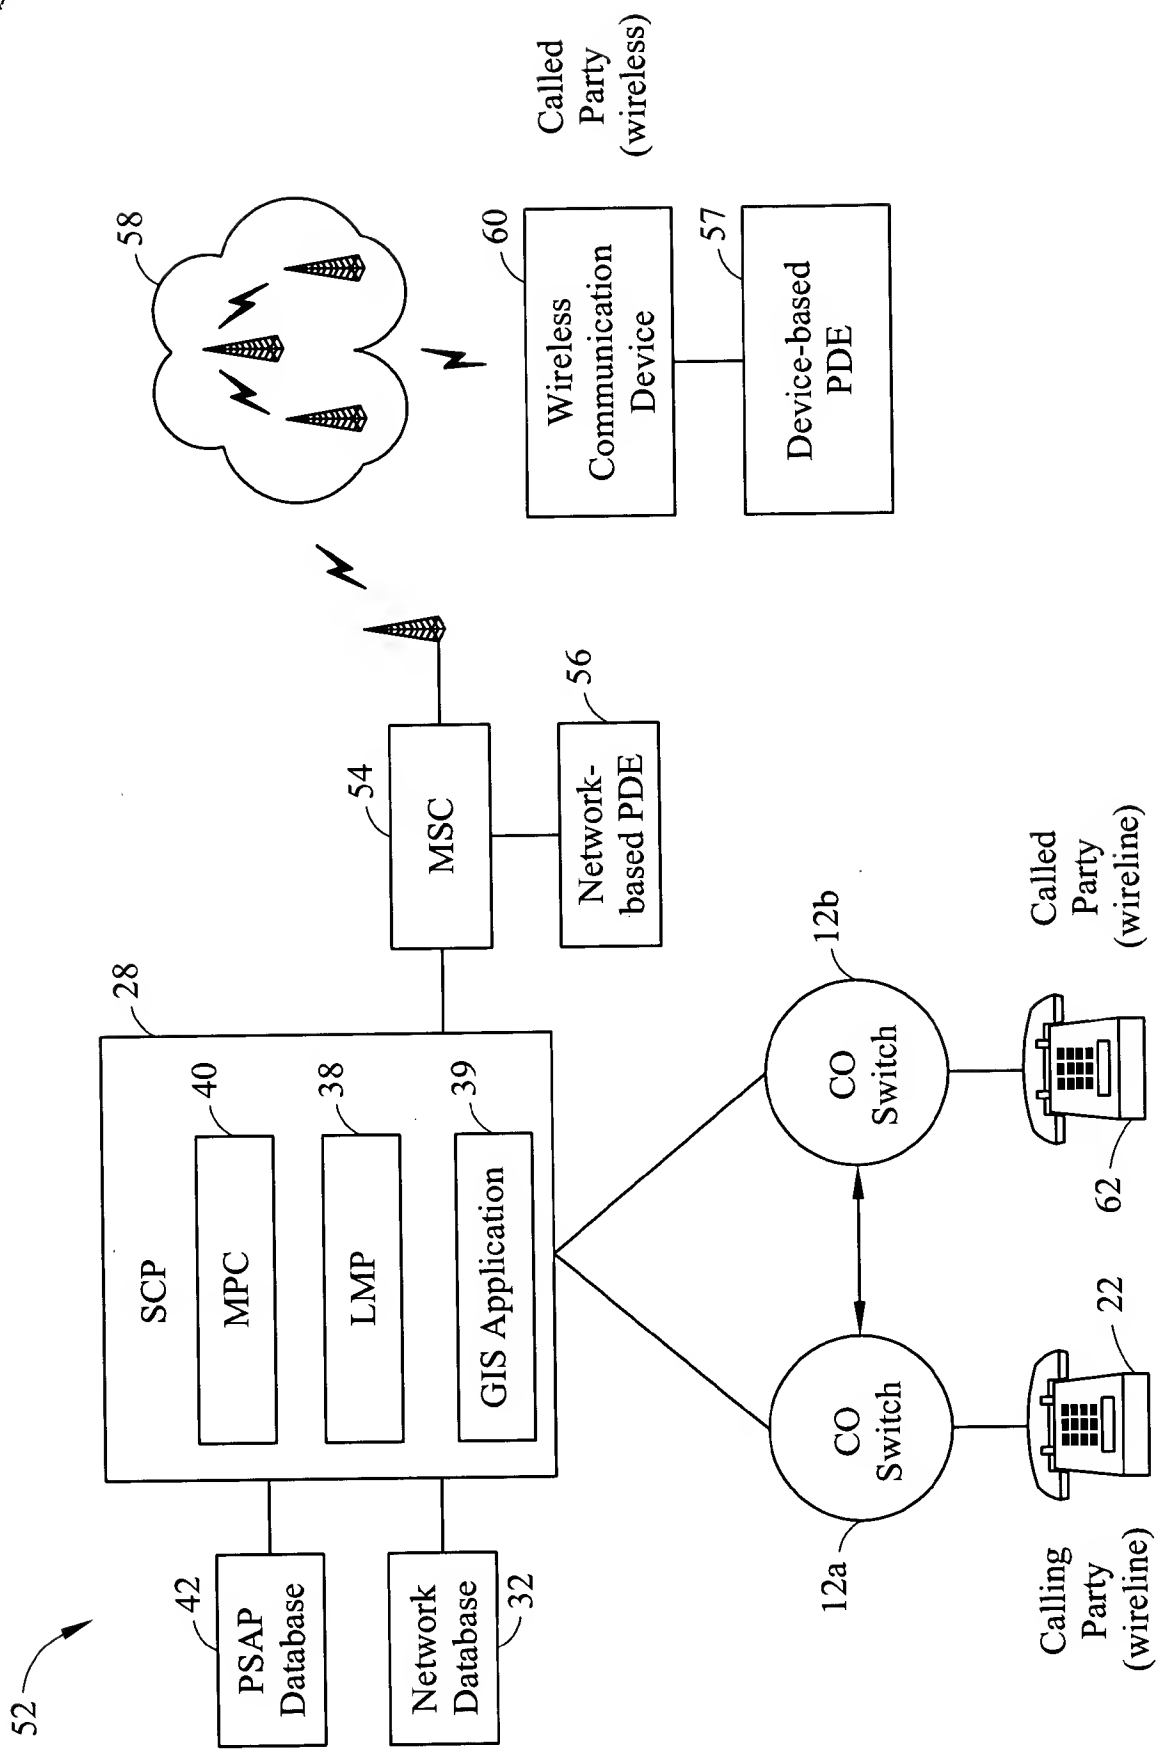 52
42
PSAP
Database
Network
Database
32
SCP
28
MPC
40
LMP
38
GIS Application
39
MSC
54
Network-
based PDE
56
58
Wireless
Communication
Device
60
Device-based
PDE
57
Called
Party
(wireless)
CO
Switch
12a
CO
Switch
12b
Calling
Party
(wireline)
22
62
Called
Party
(wireline)